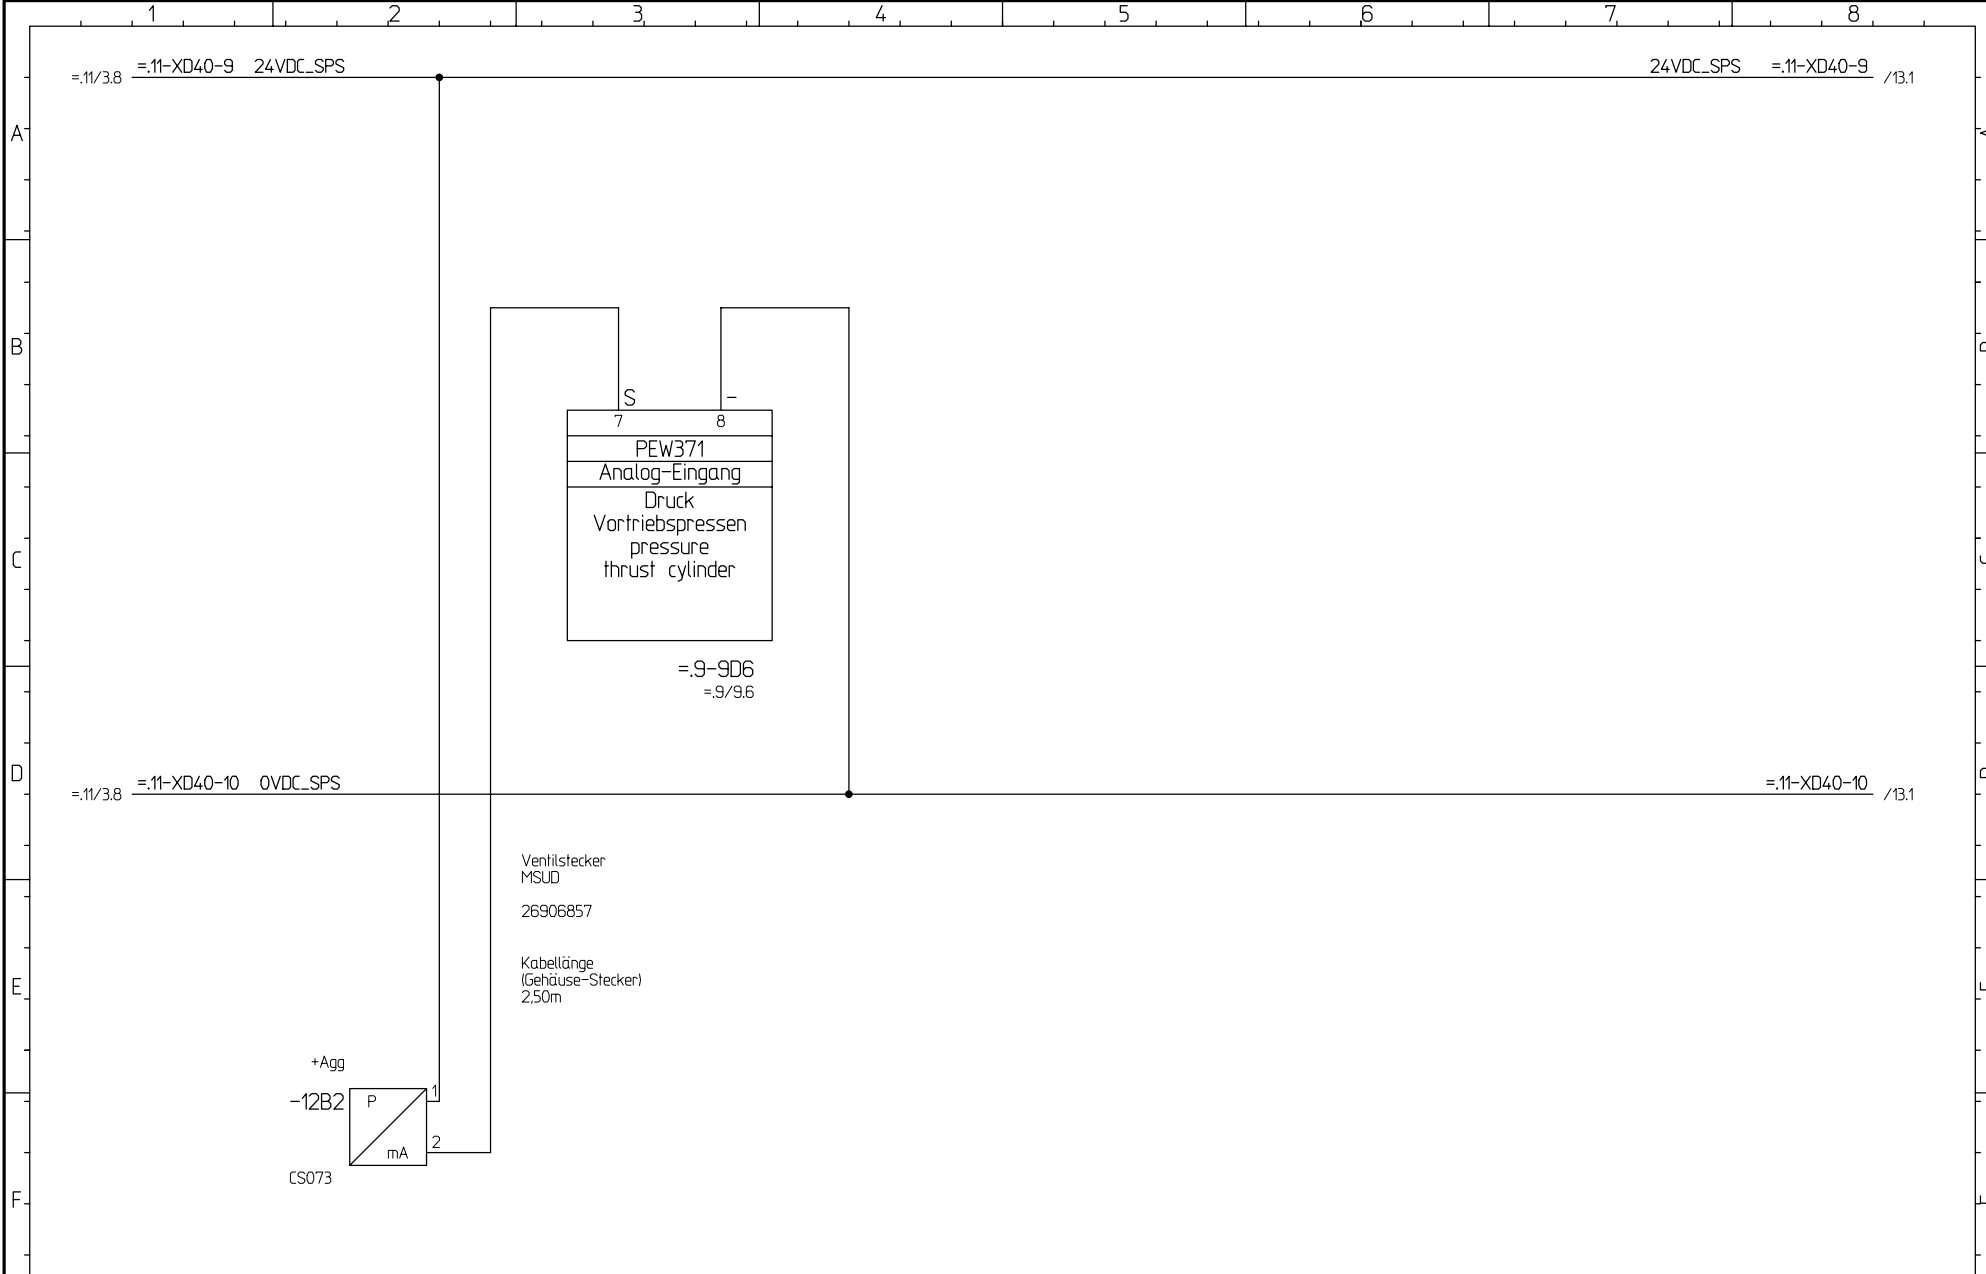 1 2 3 4 5 6 7 8
=.11/3.8 =.11-XD40-9 24VDC_SPS 24VDC_SPS =.11-XD40-9 /13.1
A
B
S -
7 8
PEW371
Analog-Eingang
Druck
Vortriebspressen
pressure
thrust cylinder
C
=.9-9D6
=.9/9.6
D
=.11/3.8 =.11-XD40-10 0VDC_SPS =.11-XD40-10 /13.1
Ventilstecker
MSUD
26906857
Kabellänge
(Gehäuse-Stecker)
2,50m
E
+Agg
-12B2 P 1
mA 2
CS073
F